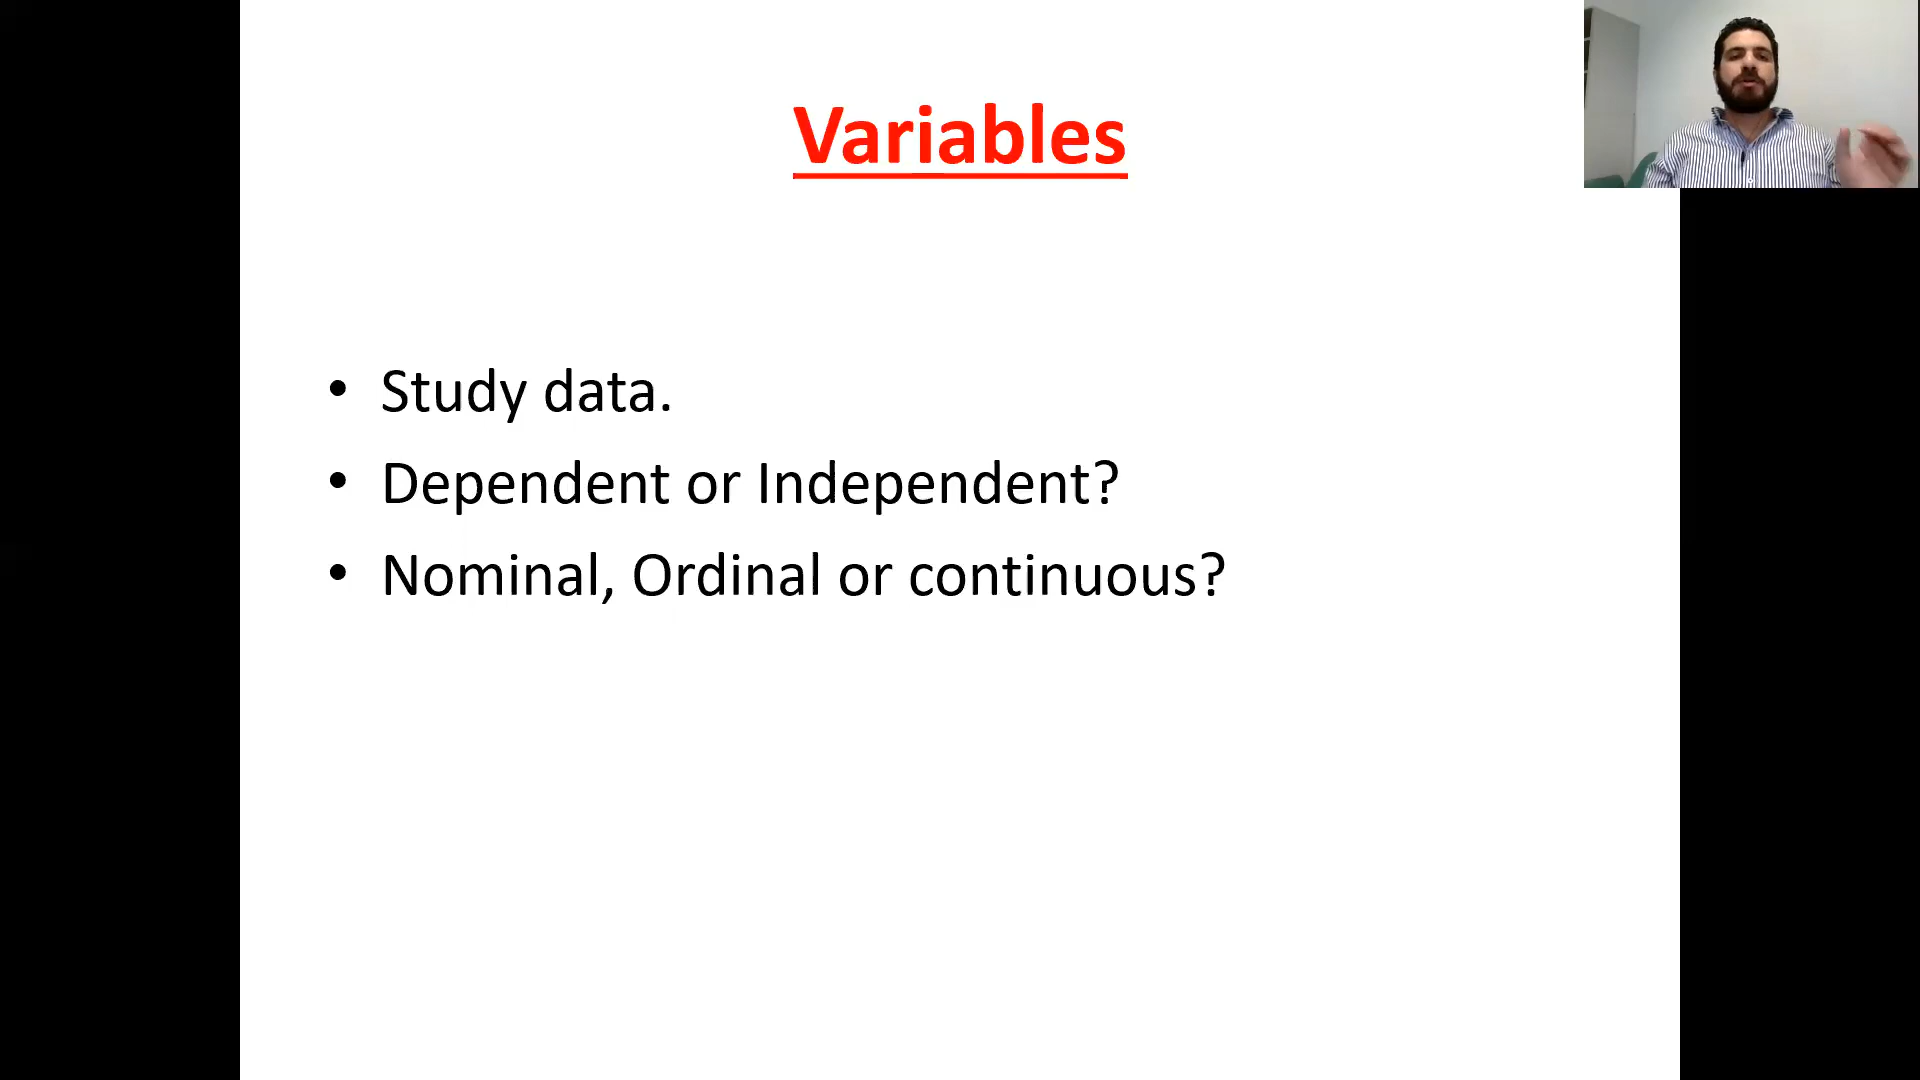 Variables
• Study data.
• Dependent or Independent?
• Nominal, Ordinal or continuous?